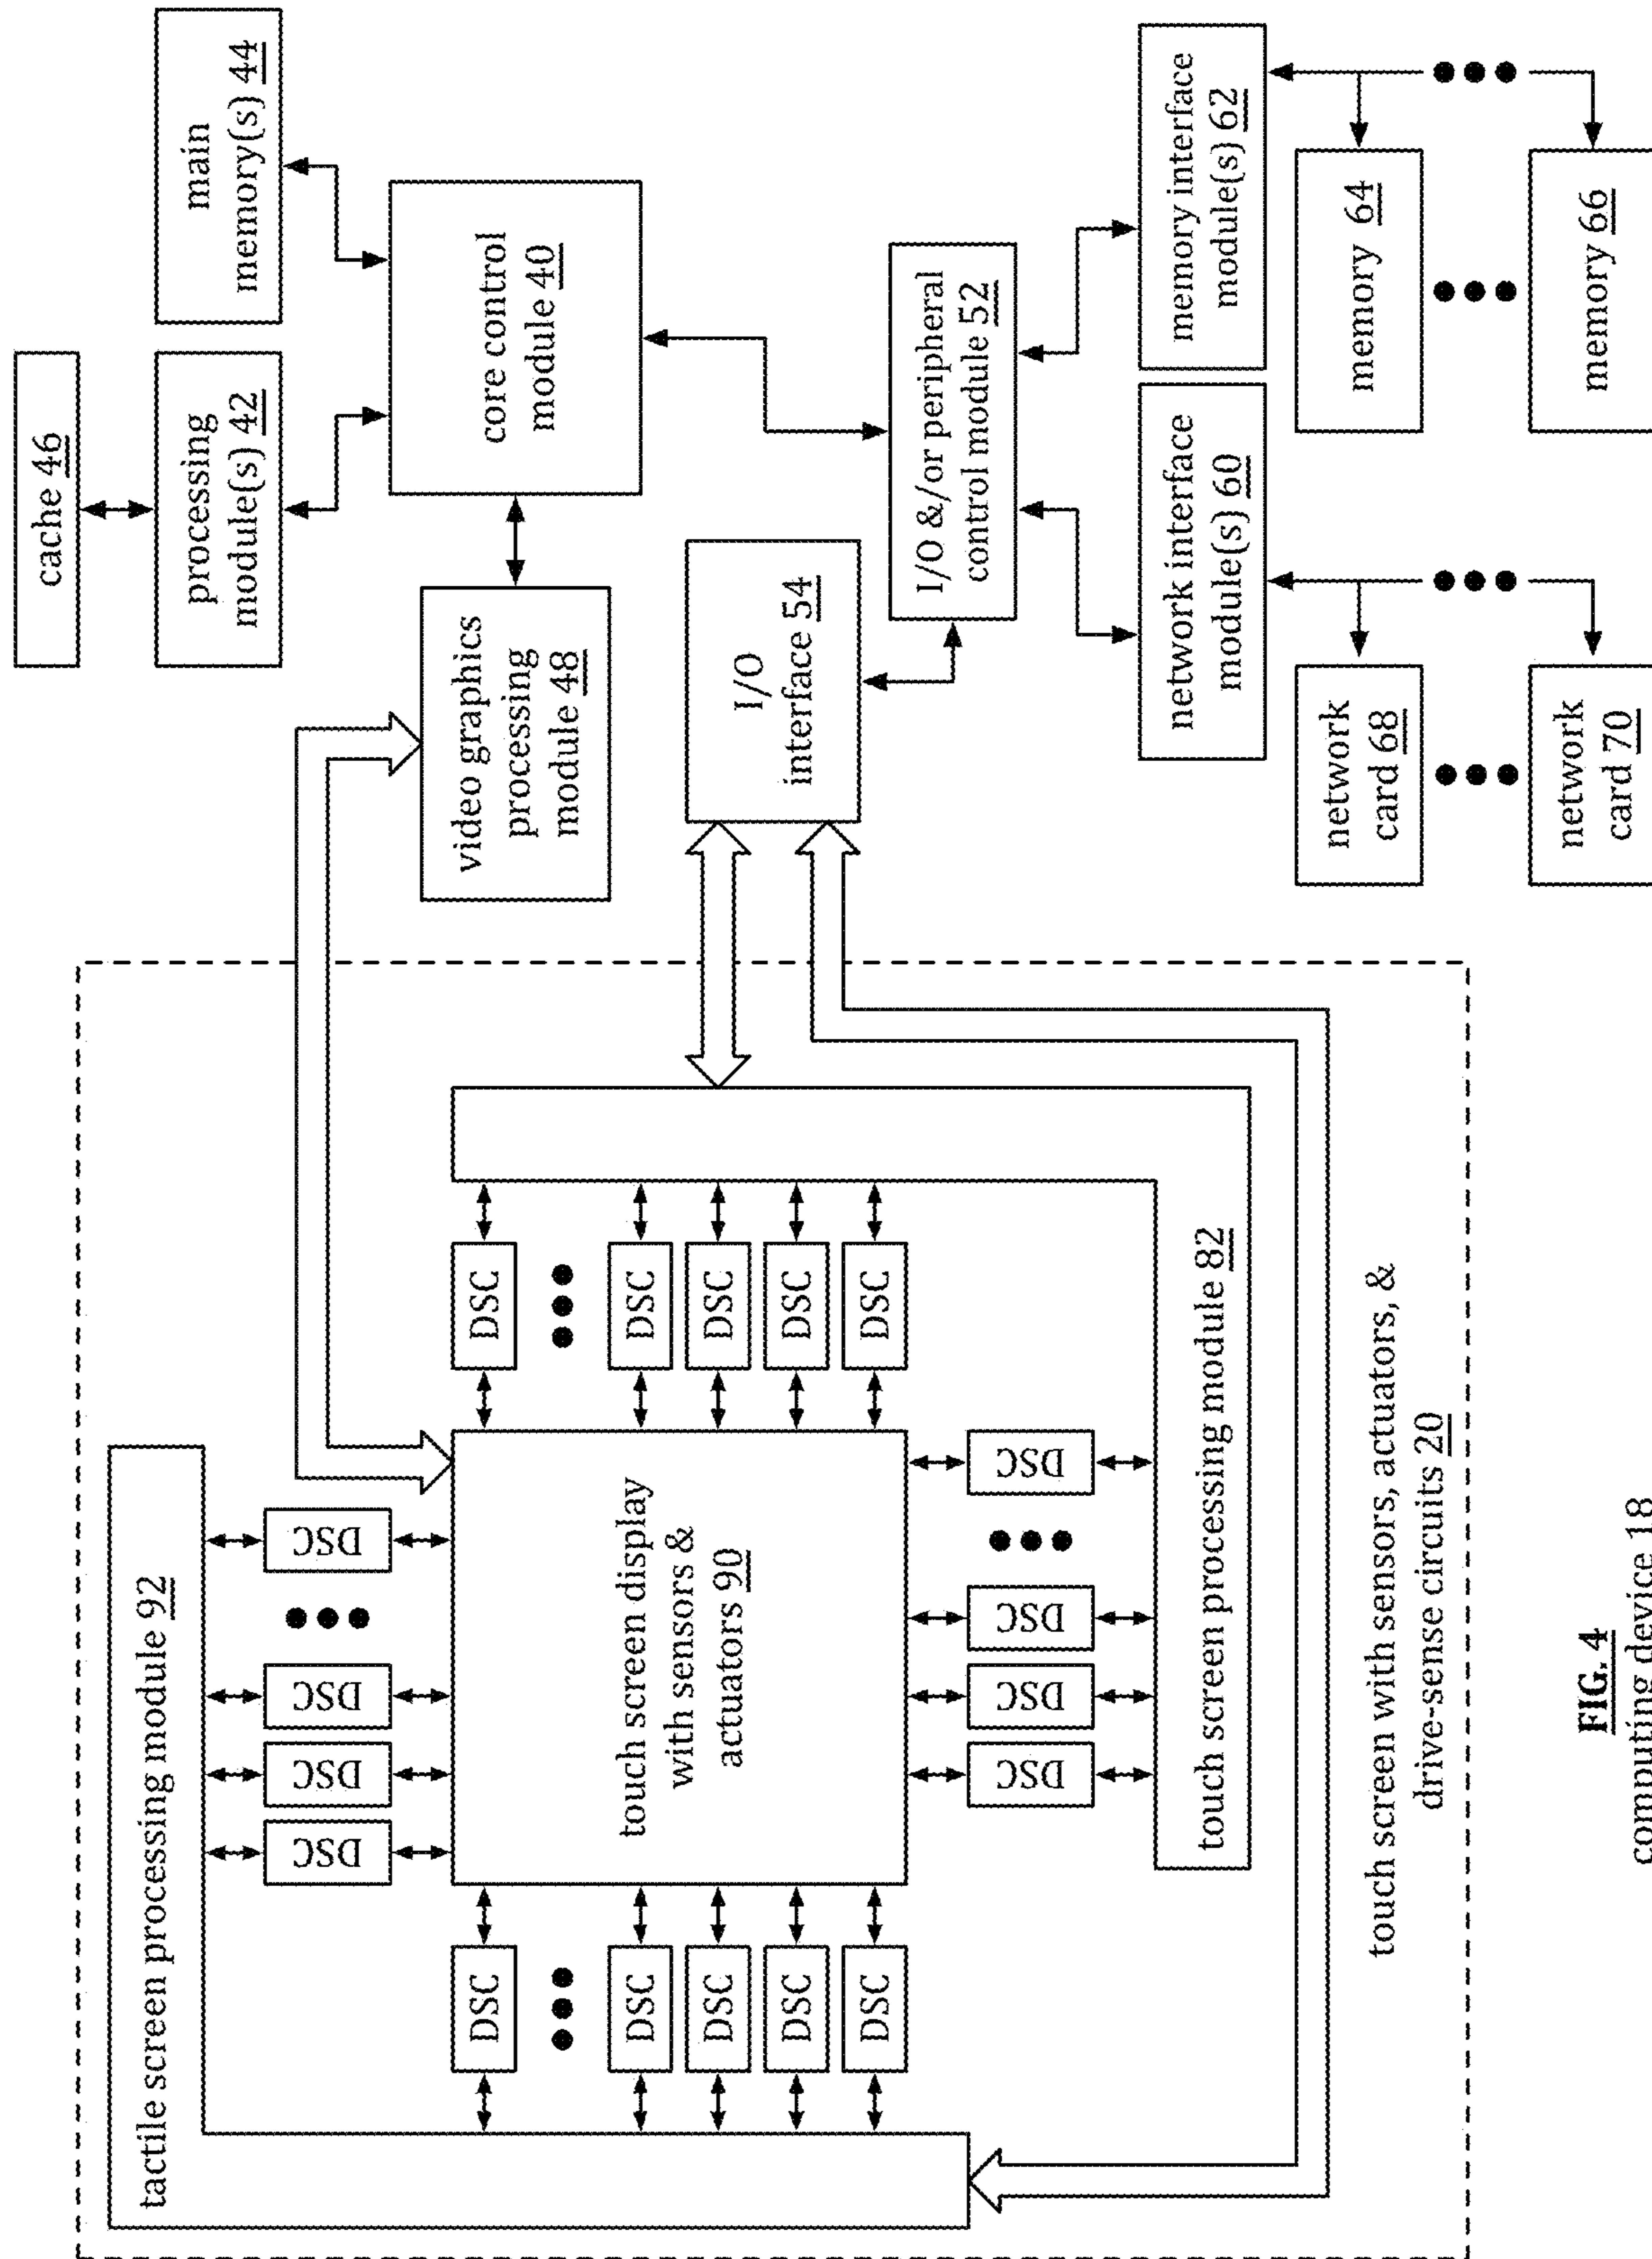 cache 46
processing
module(s) 42
main
memory(s) 44
core control
module 40
video graphics
processing
module 48
I/O
interface 54
I/O &/or peripheral
control module 52
network interface
module(s) 60
memory interface
module(s) 62
network
card 68
network
card 70
memory 64
memory 66
tactile screen processing module 92
DSC
DSC
DSC
DSC
DSC
DSC
DSC
DSC
DSC
touch screen display
with sensors &
actuators 90
DSC
DSC
DSC
DSC
DSC
DSC
DSC
DSC
DSC
touch screen processing module 82
touch screen with sensors, actuators, &
drive-sense circuits 20
FIG. 4
computing device 18